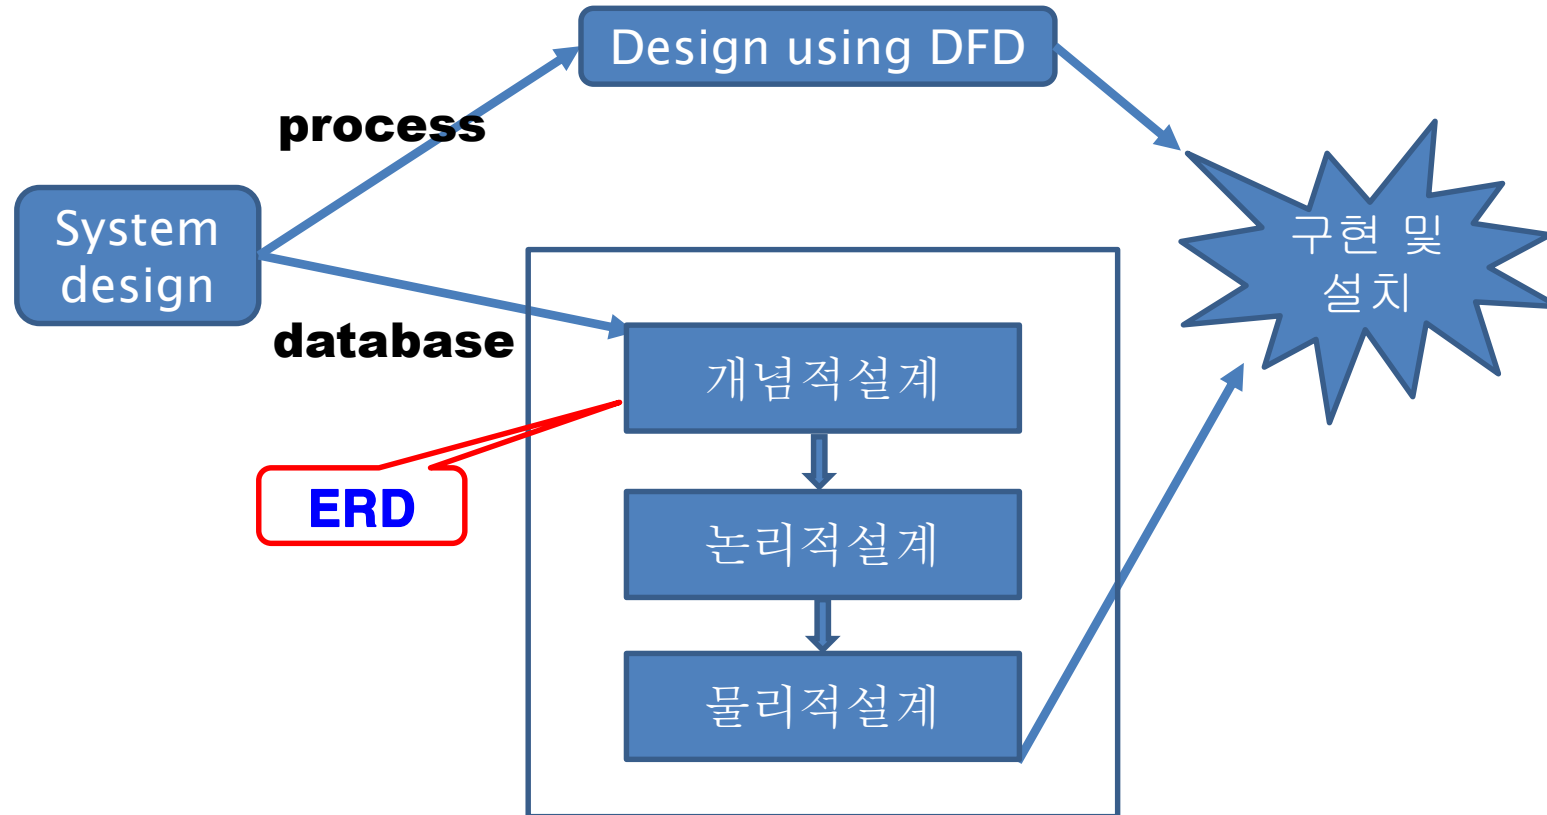 Design using DFD
process
System
design
구현 및
설치
database
개념적설계
ERD
논리적설계
물리적설계